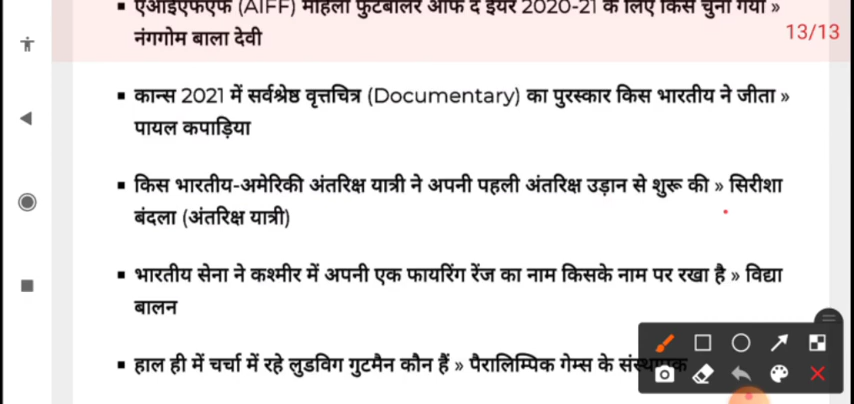 एआईएफएफ (AIFF) महिला फुटबॉलर ऑफ द ईयर 2020-21 के लिए किसे चुना गया »
13/13
नंगगोम बाला देवी
▪ कान्स 2021 में सर्वश्रेष्ठ वृत्तचित्र (Documentary) का पुरस्कार किस भारतीय ने जीता »
पायल कपाड़िया
▪ किस भारतीय-अमेरिकी अंतरिक्ष यात्री ने अपनी पहली अंतरिक्ष उड़ान से शुरू की » सिरीशा
बंदला (अंतरिक्ष यात्री)
▪ भारतीय सेना ने कश्मीर में अपनी एक फायरिंग रेंज का नाम किसके नाम पर रखा है » विद्या
बालन
▪ हाल ही में चर्चा में रहे लुडविग गुटमैन कौन हैं » पैरालिम्पिक गेम्स के संस्थापक